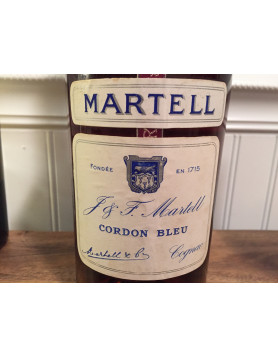 MARTELL
FONDÉE EN 1715
J & F. Martell
CORDON BLEU
Martell & Co Cognac